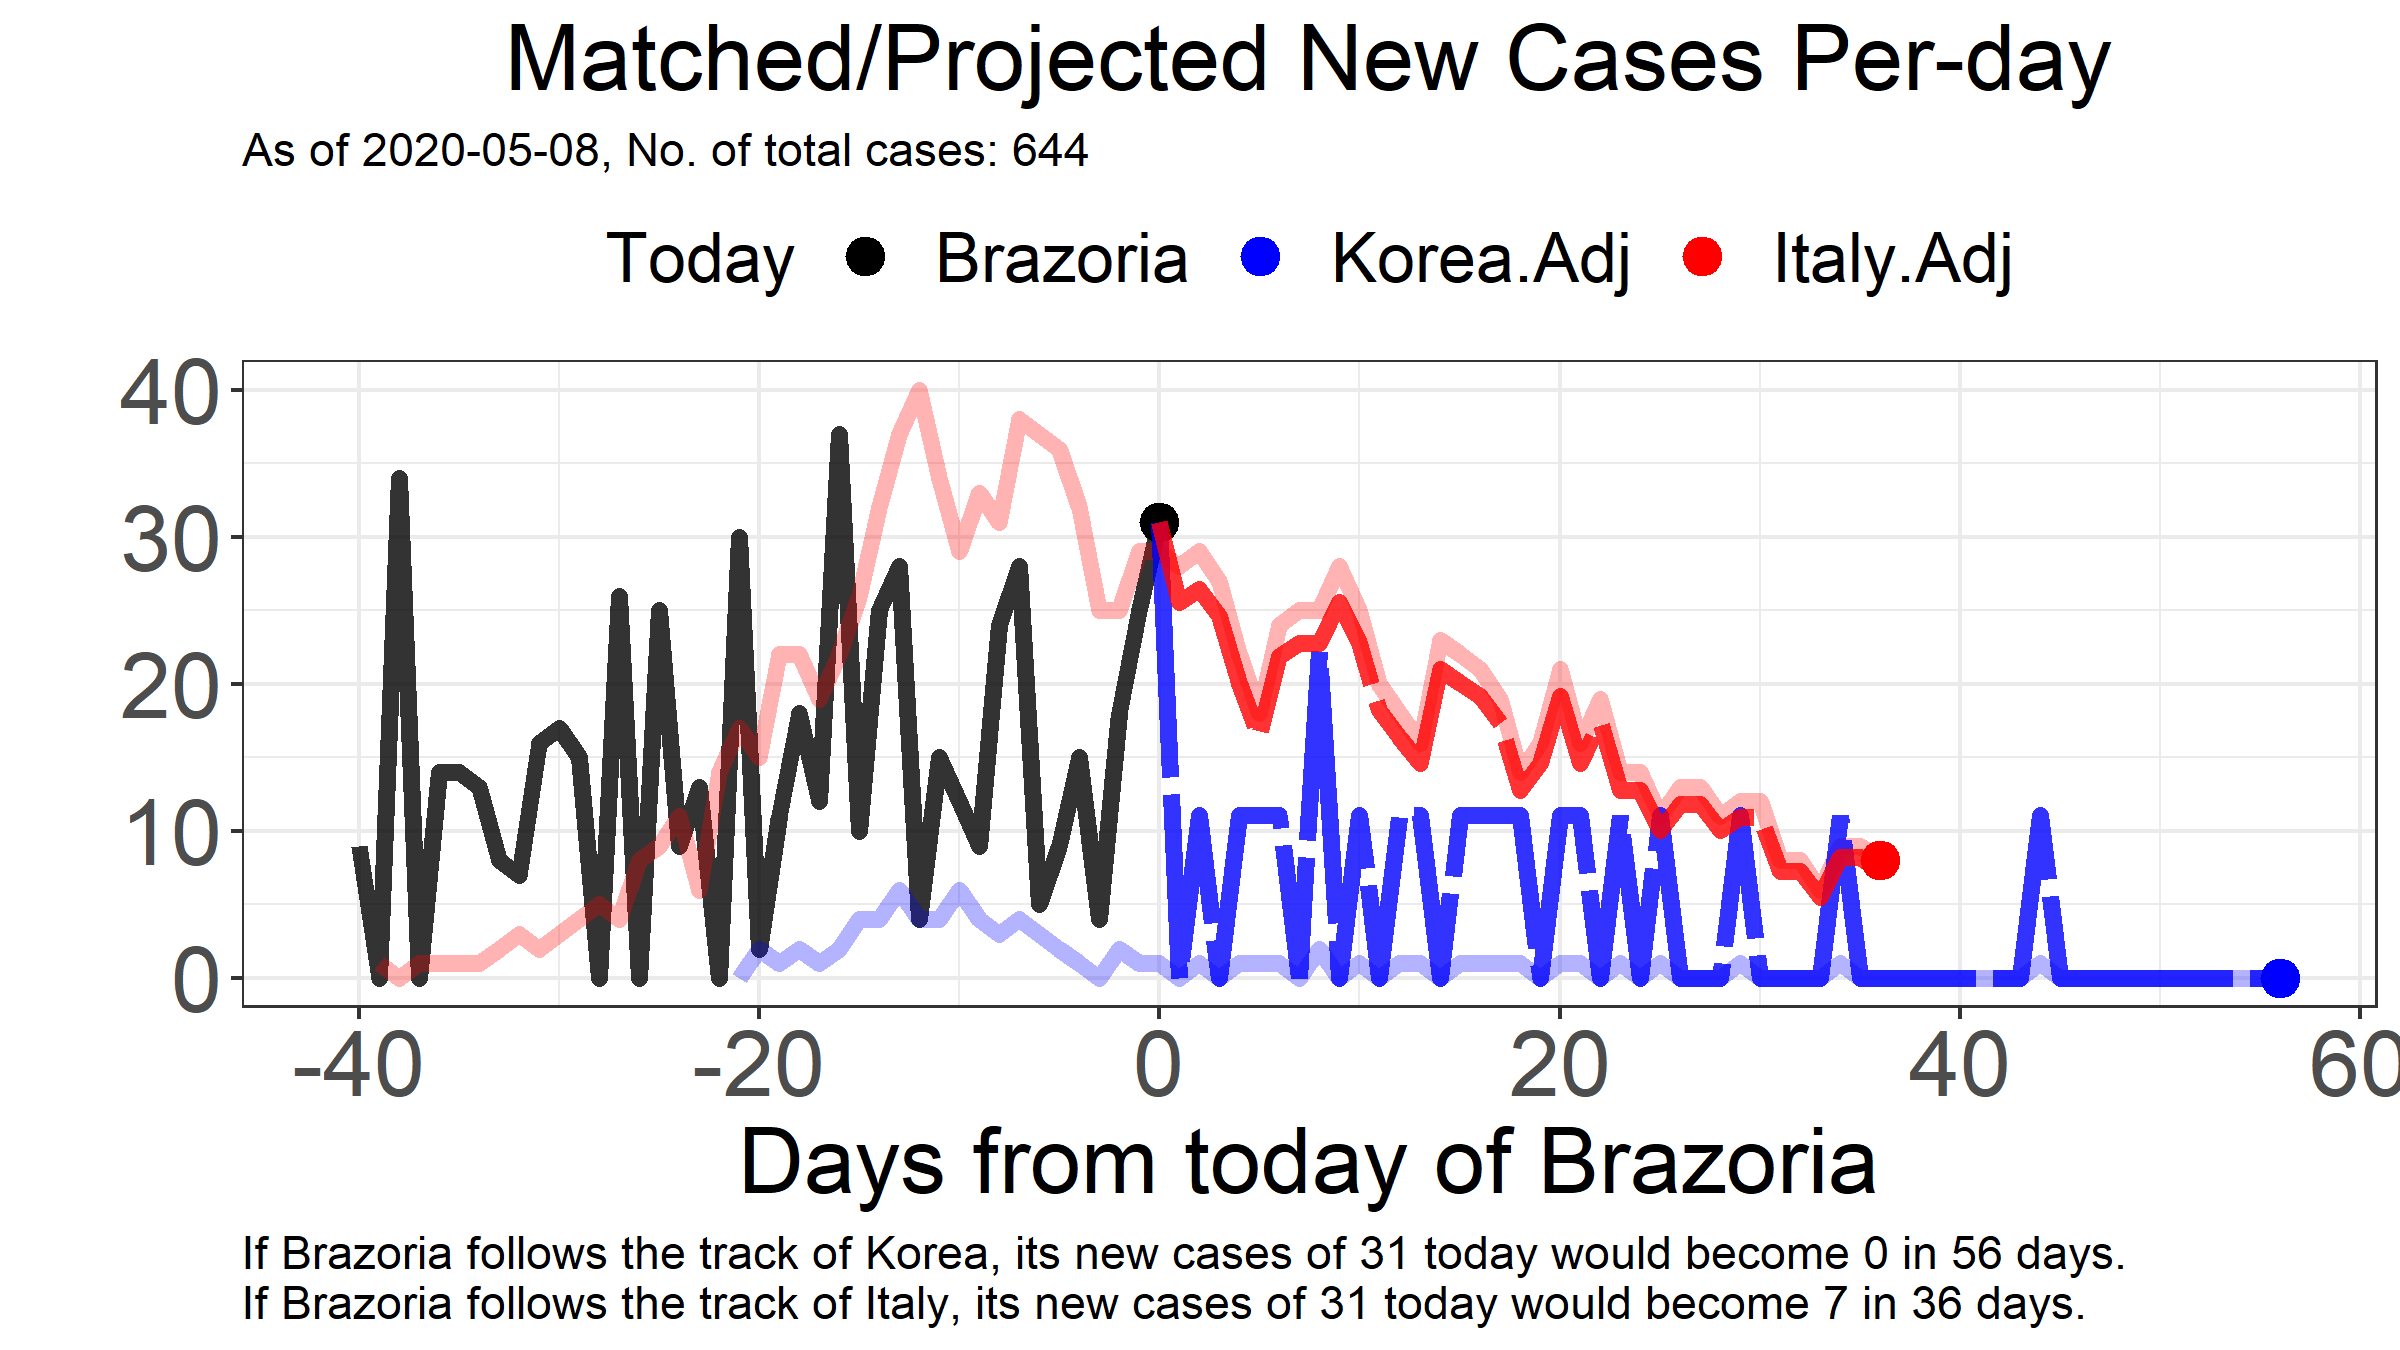 Matched/Projected New Cases Per-day
As of 2020-05-08, No. of total cases: 644
Today Brazoria Korea.Adj Italy.Adj
40
30
20
10
0
-40 -20 0 20 40 60
Days from today of Brazoria
If Brazoria follows the track of Korea, its new cases of 31 today would become 0 in 56 days.
If Brazoria follows the track of Italy, its new cases of 31 today would become 7 in 36 days.